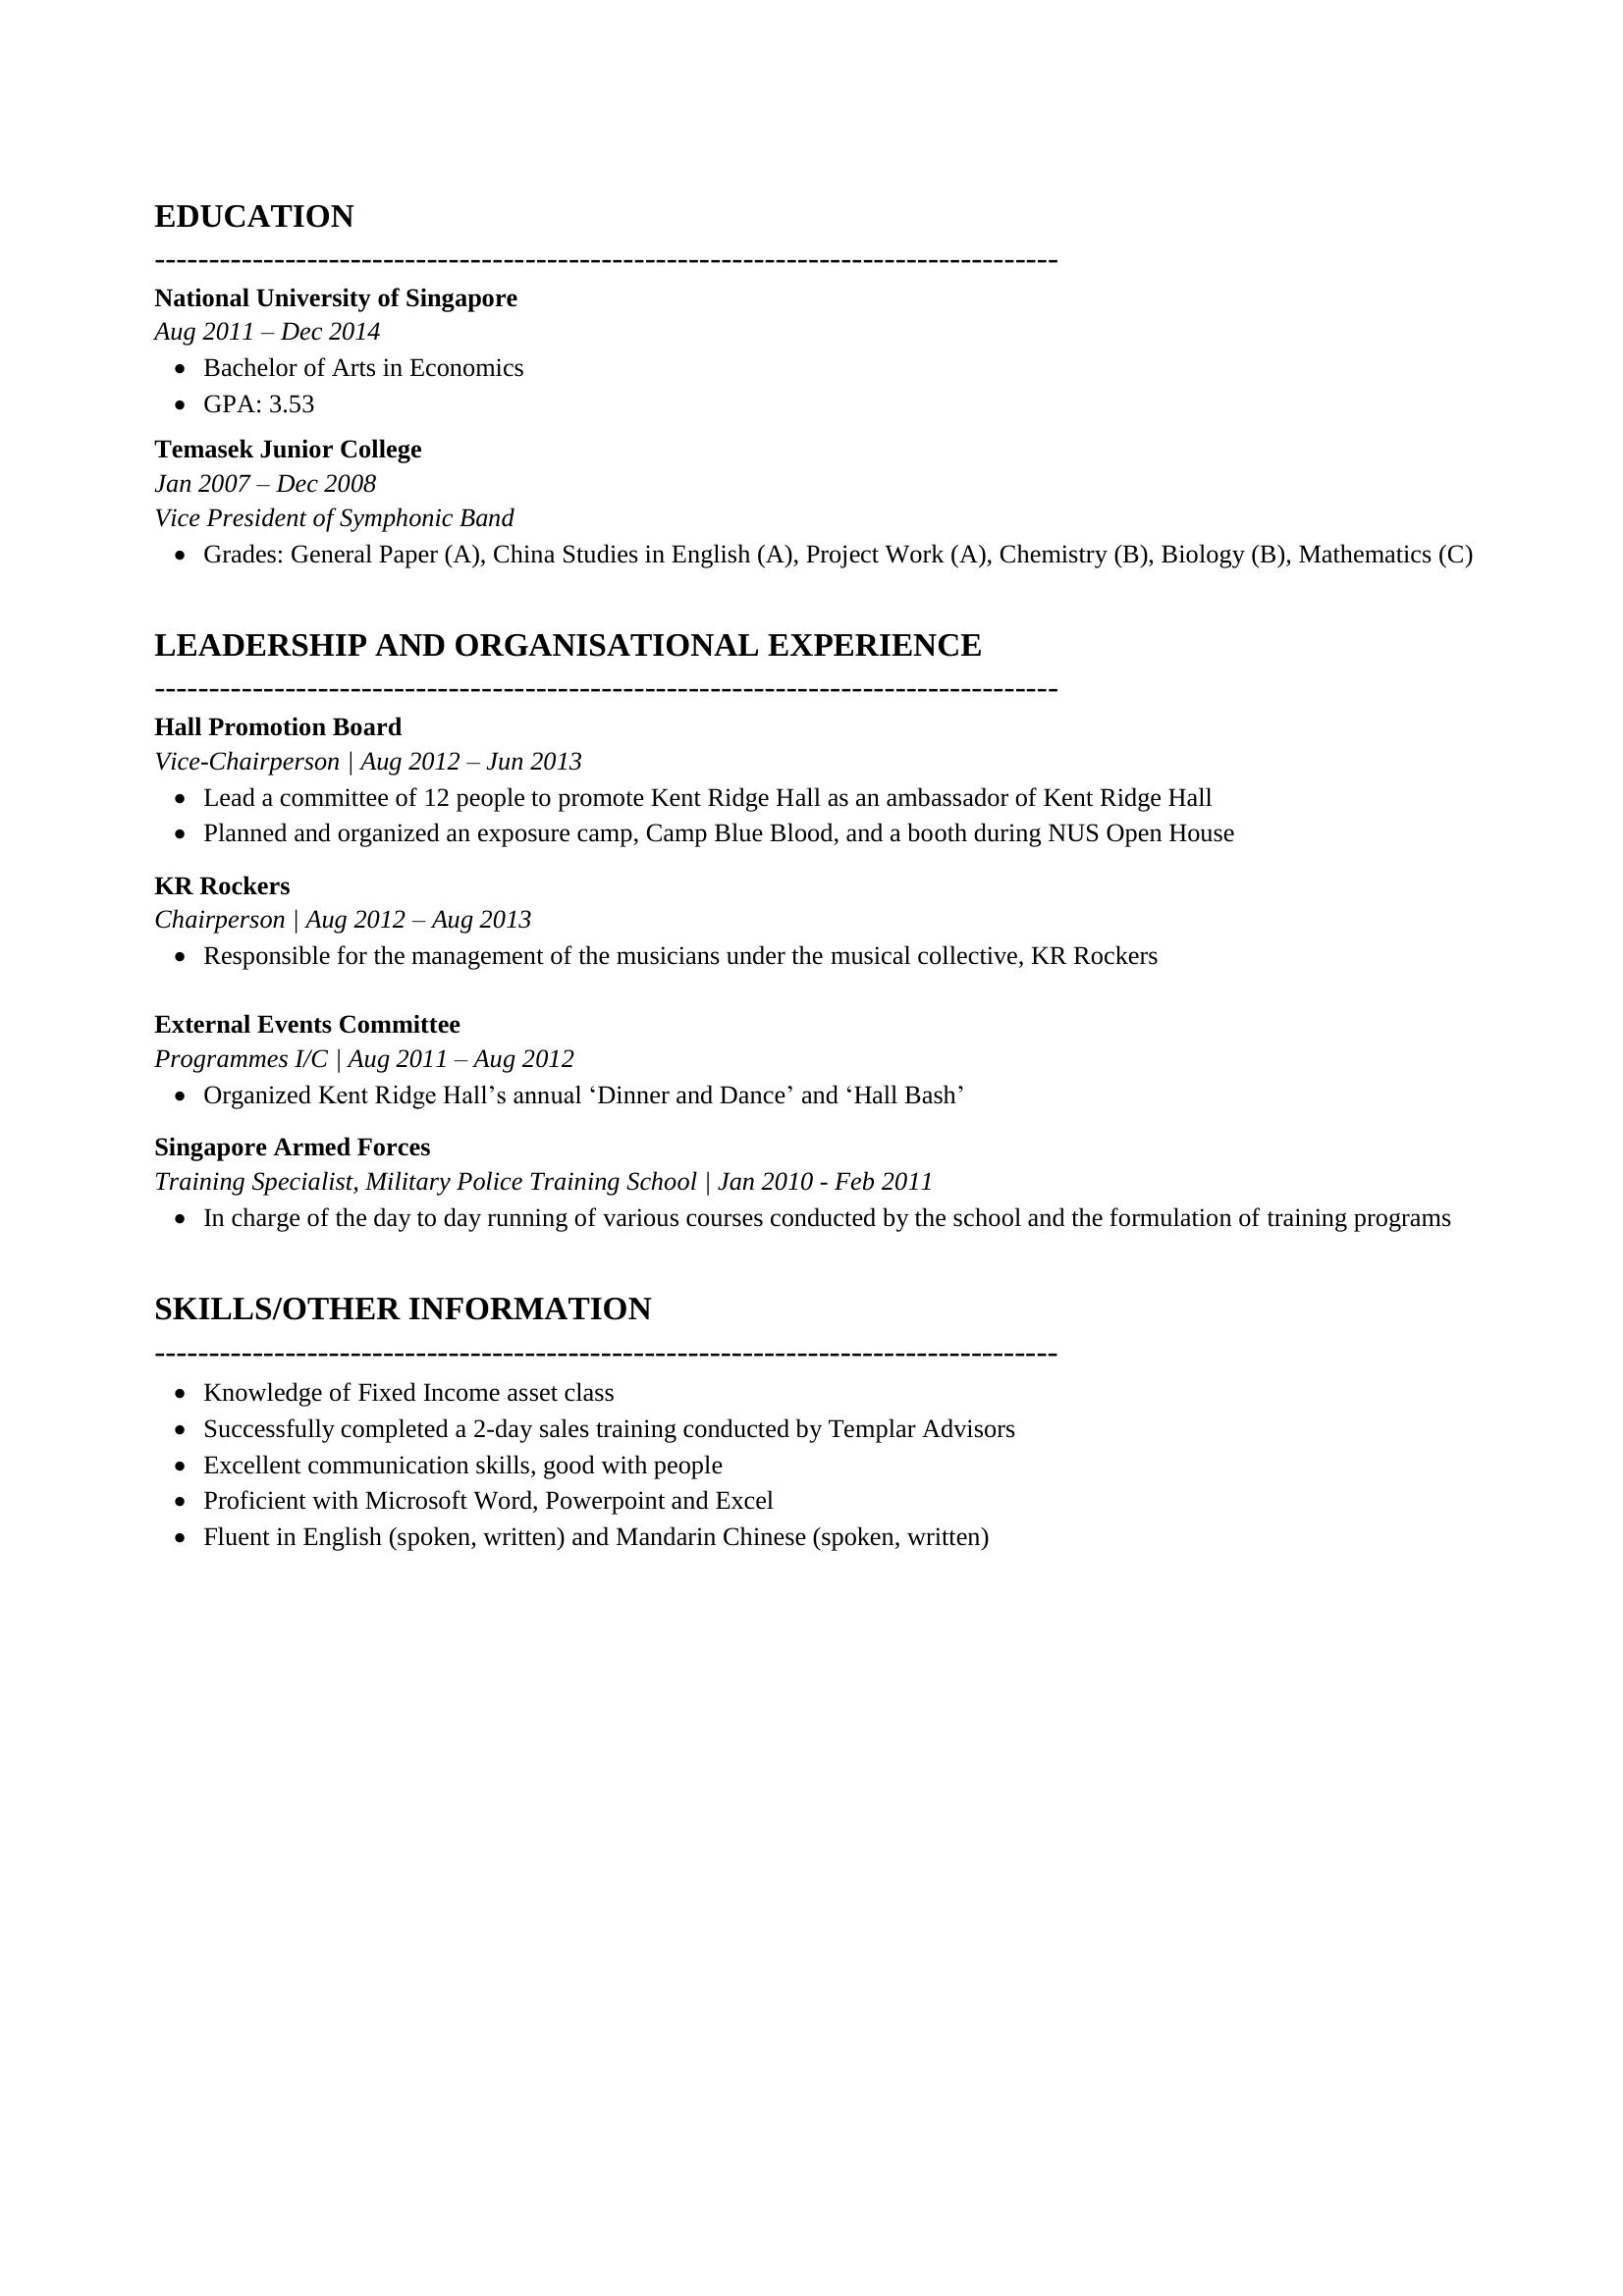 EDUCATION
-----------------------------------------------------------------------------------
National University of Singapore
Aug 2011 – Dec 2014
• Bachelor of Arts in Economics
• GPA: 3.53
Temasek Junior College
Jan 2007 – Dec 2008
Vice President of Symphonic Band
• Grades: General Paper (A), China Studies in English (A), Project Work (A), Chemistry (B), Biology (B), Mathematics (C)
LEADERSHIP AND ORGANISATIONAL EXPERIENCE
-----------------------------------------------------------------------------------
Hall Promotion Board
Vice-Chairperson | Aug 2012 – Jun 2013
• Lead a committee of 12 people to promote Kent Ridge Hall as an ambassador of Kent Ridge Hall
• Planned and organized an exposure camp, Camp Blue Blood, and a booth during NUS Open House
KR Rockers
Chairperson | Aug 2012 – Aug 2013
• Responsible for the management of the musicians under the musical collective, KR Rockers
External Events Committee
Programmes I/C | Aug 2011 – Aug 2012
• Organized Kent Ridge Hall’s annual ‘Dinner and Dance’ and ‘Hall Bash’
Singapore Armed Forces
Training Specialist, Military Police Training School | Jan 2010 - Feb 2011
• In charge of the day to day running of various courses conducted by the school and the formulation of training programs
SKILLS/OTHER INFORMATION
-----------------------------------------------------------------------------------
• Knowledge of Fixed Income asset class
• Successfully completed a 2-day sales training conducted by Templar Advisors
• Excellent communication skills, good with people
• Proficient with Microsoft Word, Powerpoint and Excel
• Fluent in English (spoken, written) and Mandarin Chinese (spoken, written)